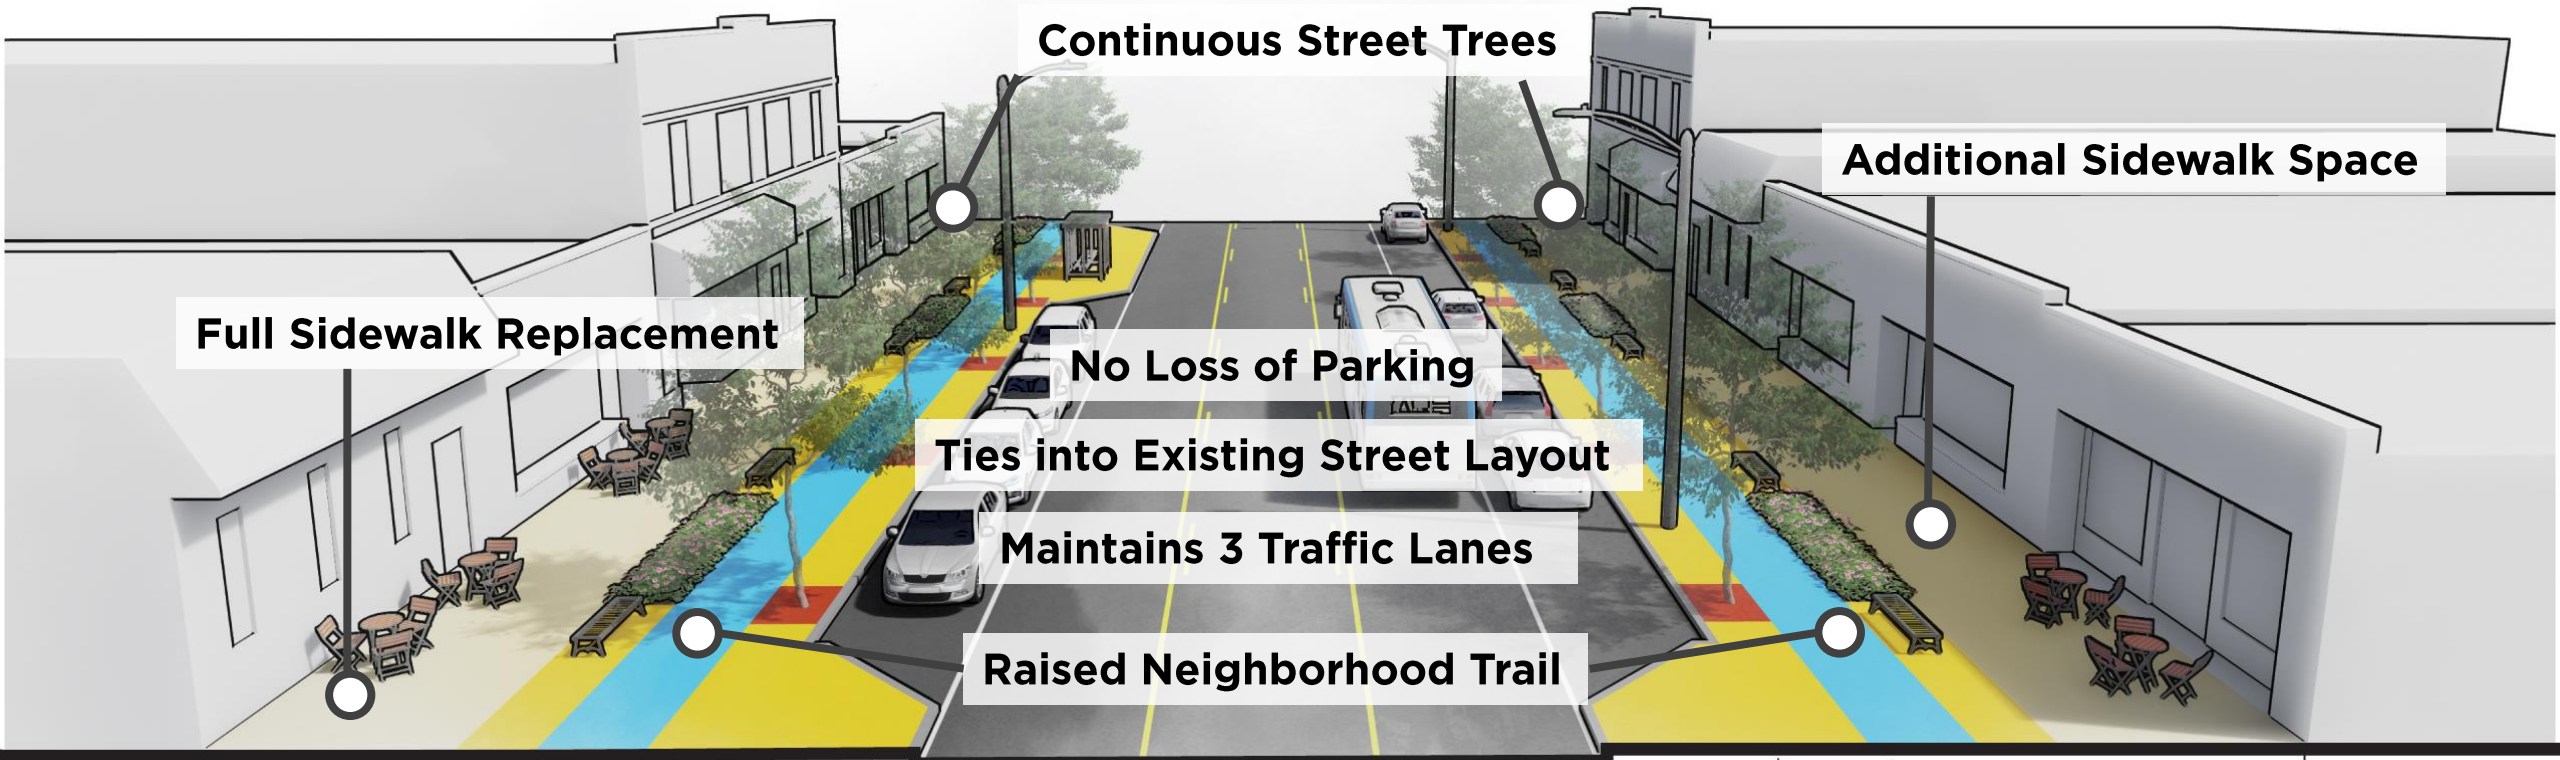 Continuous Street Trees
Additional Sidewalk Space
Full Sidewalk Replacement
No Loss of Parking
Ties into Existing Street Layout
Maintains 3 Traffic Lanes
Raised Neighborhood Trail